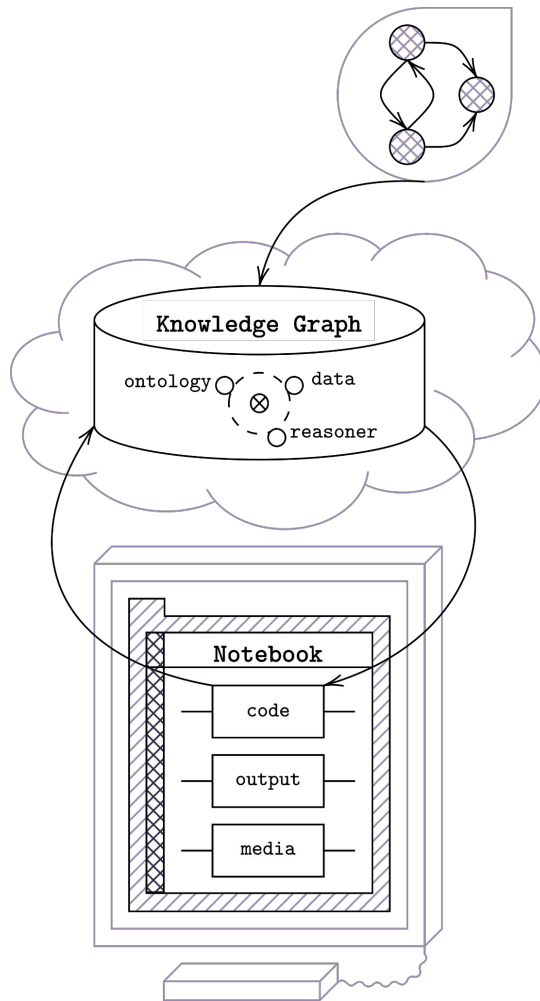 Knowledge Graph
ontology
data
reasoner
Notebook
code
output
media